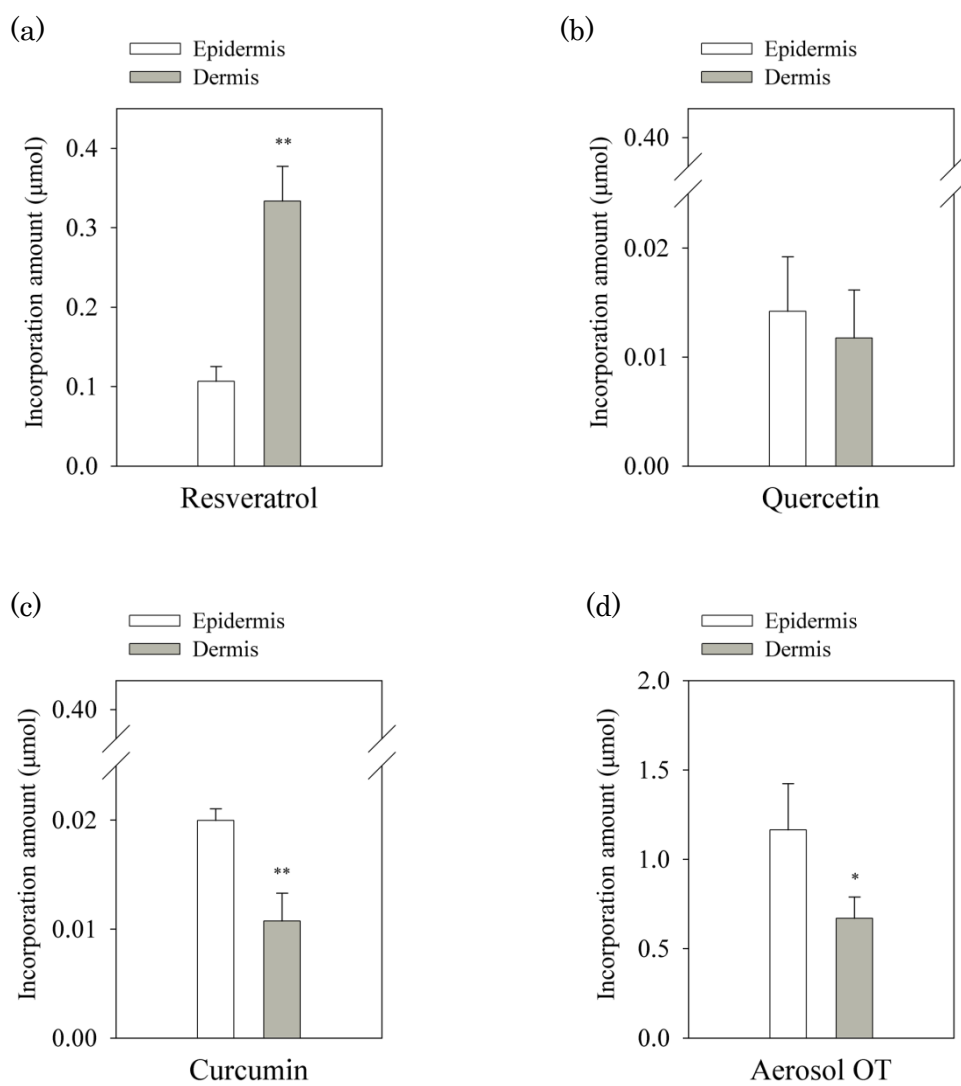 (a)
Epidermis
Dermis
Incorporation amount (μmol)
0.4
0.3
0.2
0.1
0.0
**
Resveratrol
(b)
Epidermis
Dermis
Incorporation amount (μmol)
0.40
0.02
0.01
0.00
Quercetin
(c)
Epidermis
Dermis
Incorporation amount (μmol)
0.40
0.02
0.01
0.00
**
Curcumin
(d)
Epidermis
Dermis
Incorporation amount (μmol)
2.0
1.5
1.0
0.5
0.0
*
Aerosol OT